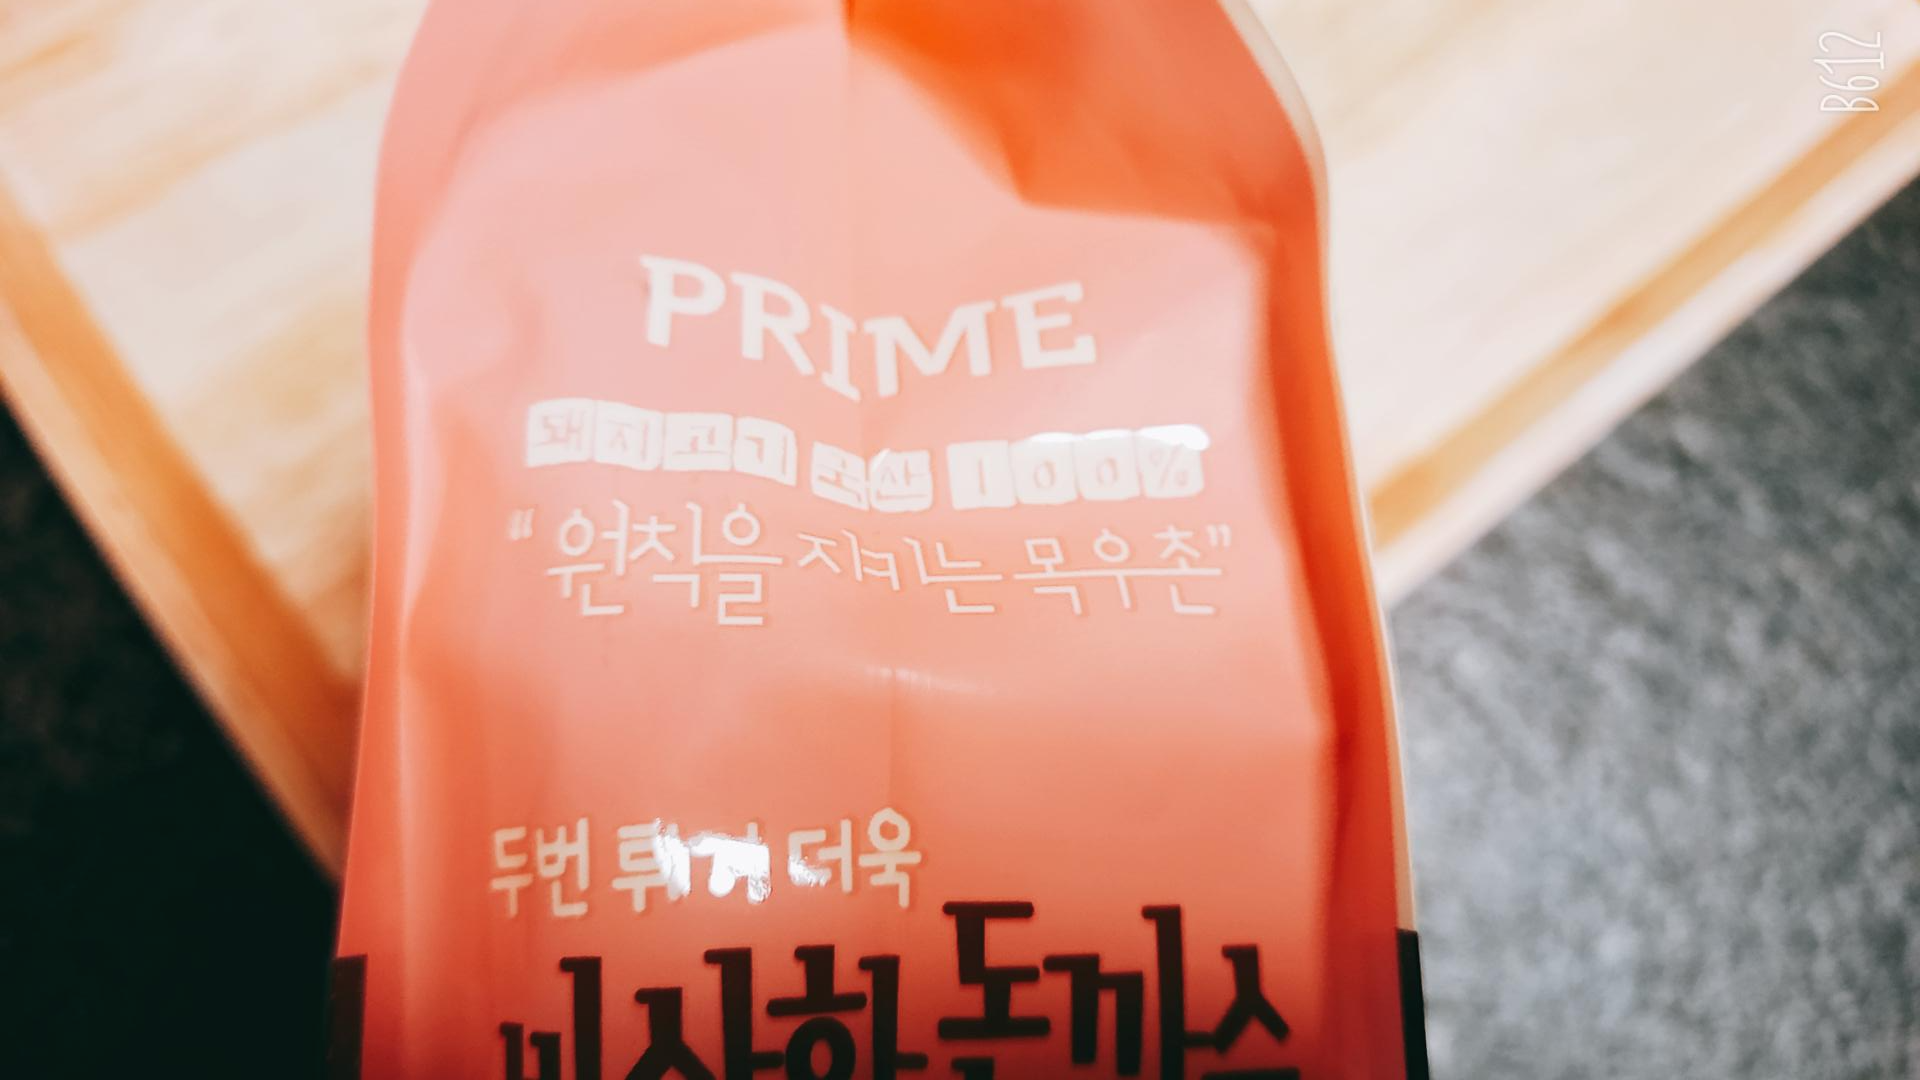 PRIME
돼지고기 국산 100%
“원칙을 지키는 목우촌”
두번 튀겨 더욱
바삭한 돈까스
B612